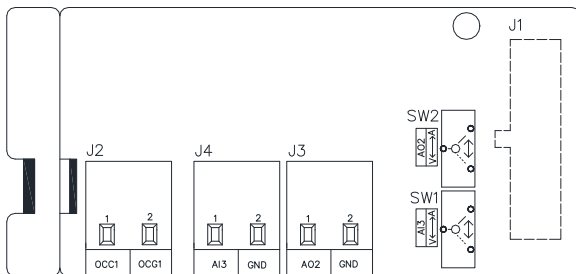 J1
SW2
AO2
V↔A
J2
J4
J3
SW1
AI3
V↔A
1 2
1 2
1 2
OCC1 OCG1
AI3 GND
AO2 GND